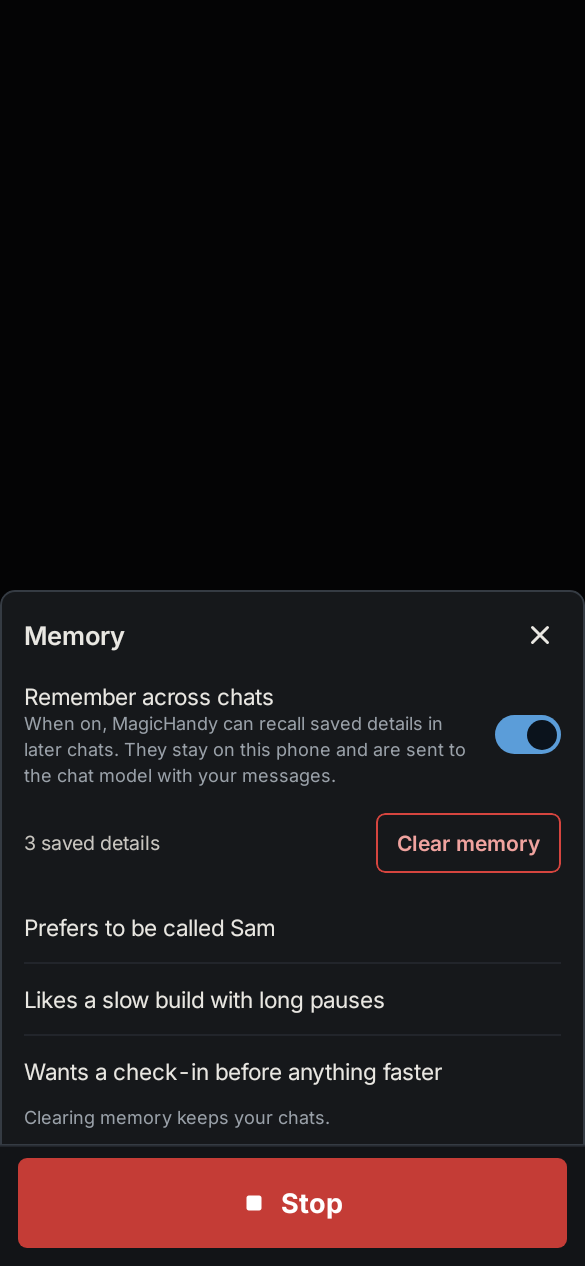 Memory
Remember across chats
When on, MagicHandy can recall saved details in
later chats. They stay on this phone and are sent to
the chat model with your messages.
3 saved details
Clear memory
Prefers to be called Sam
Likes a slow build with long pauses
Wants a check-in before anything faster
Clearing memory keeps your chats.
Stop